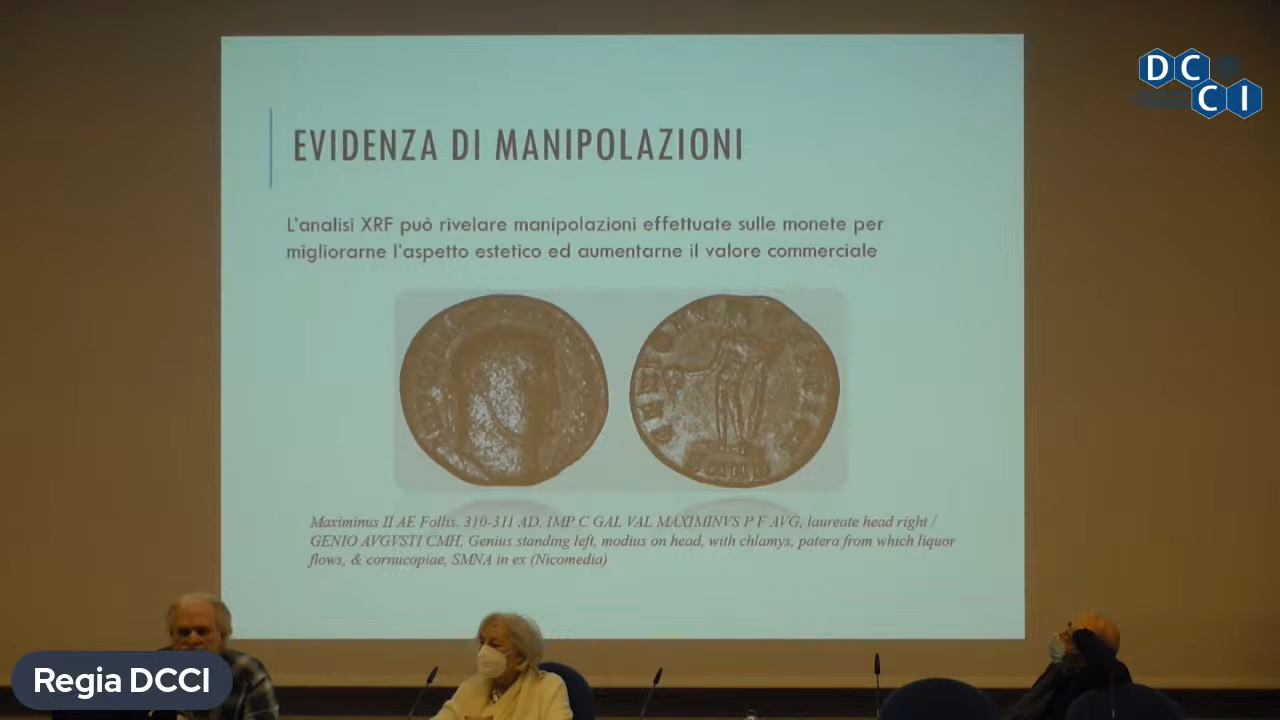 EVIDENZA DI MANIPOLAZIONI
L'analisi XRF può rivelare manipolazioni effettuate sulle monete per
migliorarne l'aspetto estetico ed aumentarne il valore commerciale
Maximinus II AE Follis. 310-311 AD. IMP C GAL VAL MAXIMINVS P F AVG, laureate head right /
GENIO AVGVSTI CMH, Genius standing left, modius on head, with chlamys, patera from which liquor
flows, & cornucopiae, SMNA in ex (Nicomedia)
DC
CI
Regia DCCI